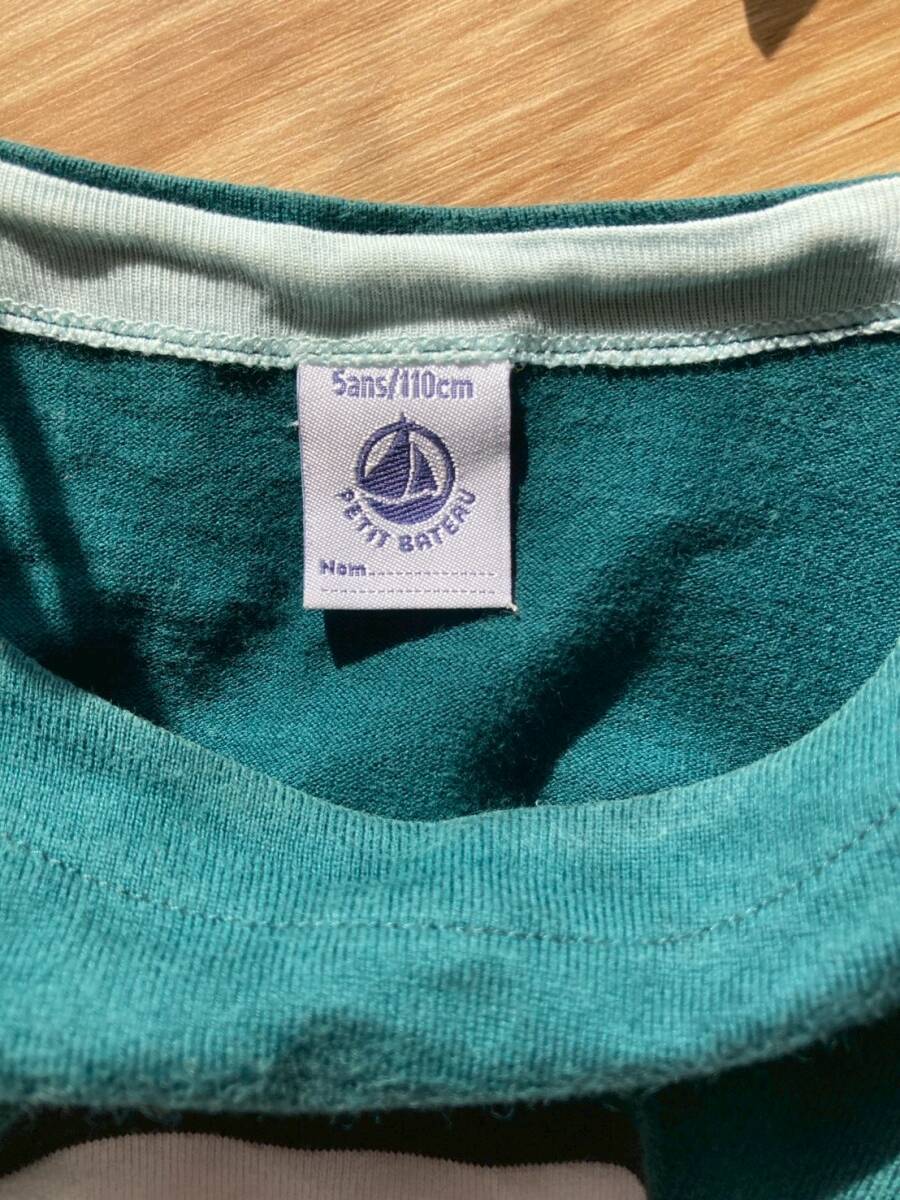 5ans/110cm
PETIT BATEAU
Nom